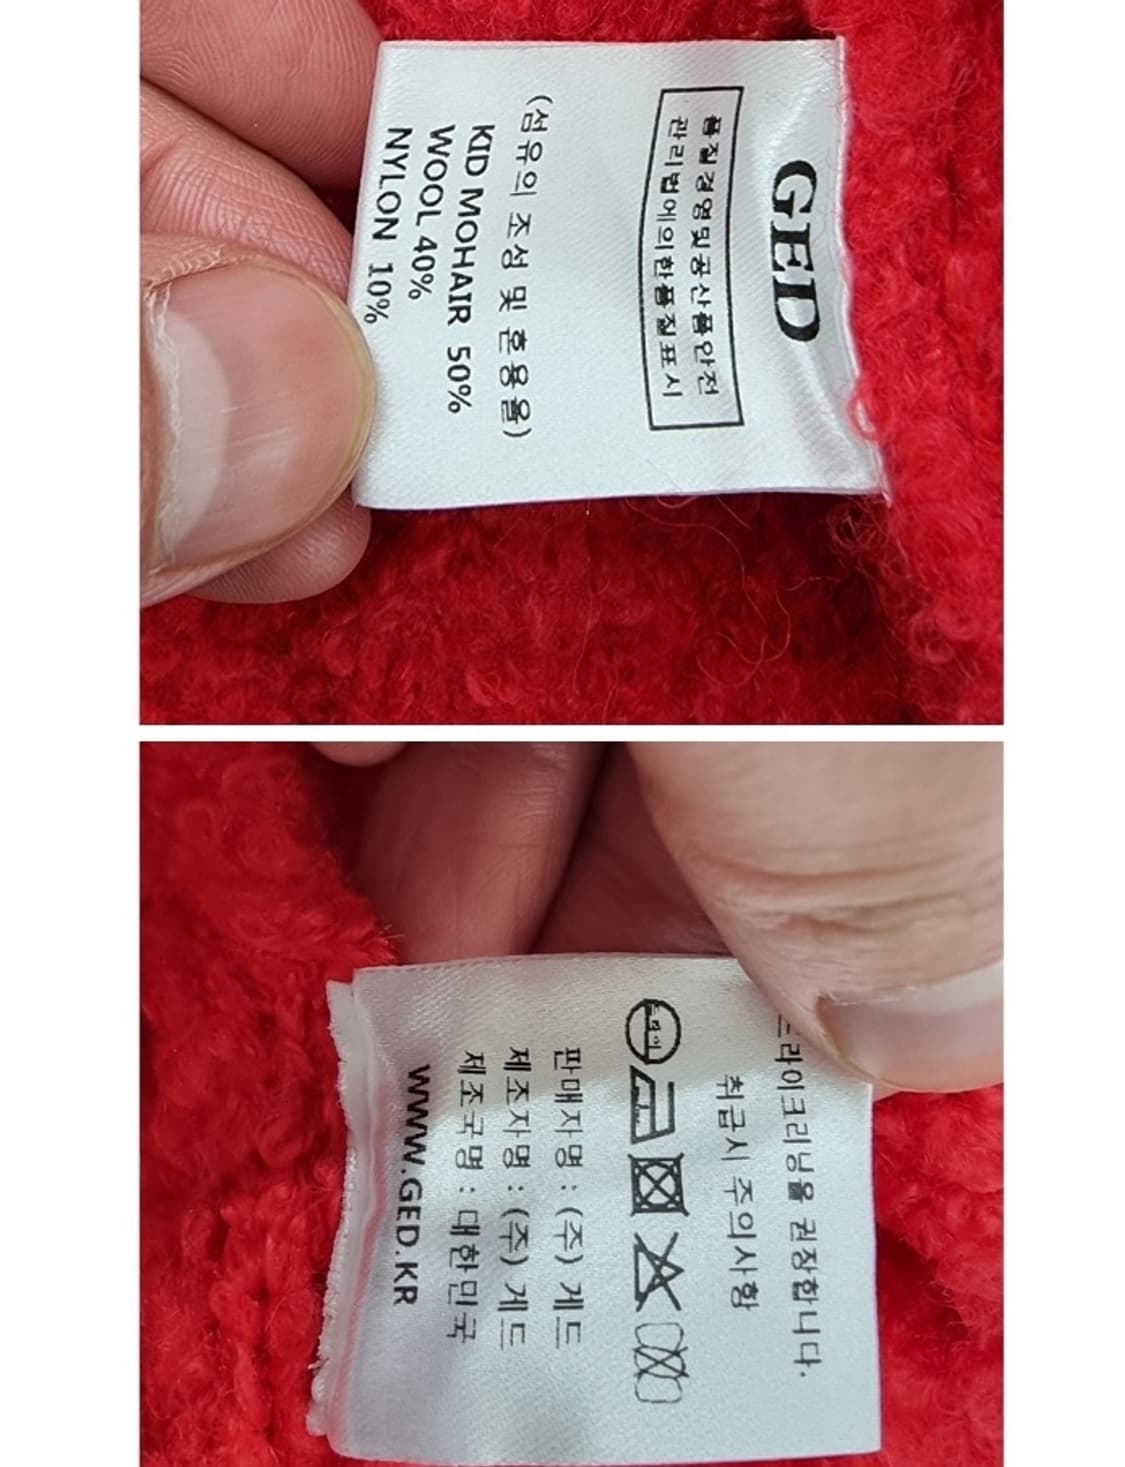 GED
품질경영및공산품안전
관리법에의한품질표시
(섬유의 조성 및 혼용율)
KID MOHAIR 50%
WOOL 40%
NYLON 10%
드라이크리닝을 권장합니다.
취급시 주의사항
드라이
판매자명 : (주) 게드
제조자명 : (주) 게드
제조국명 : 대한민국
WWW.GED.KR